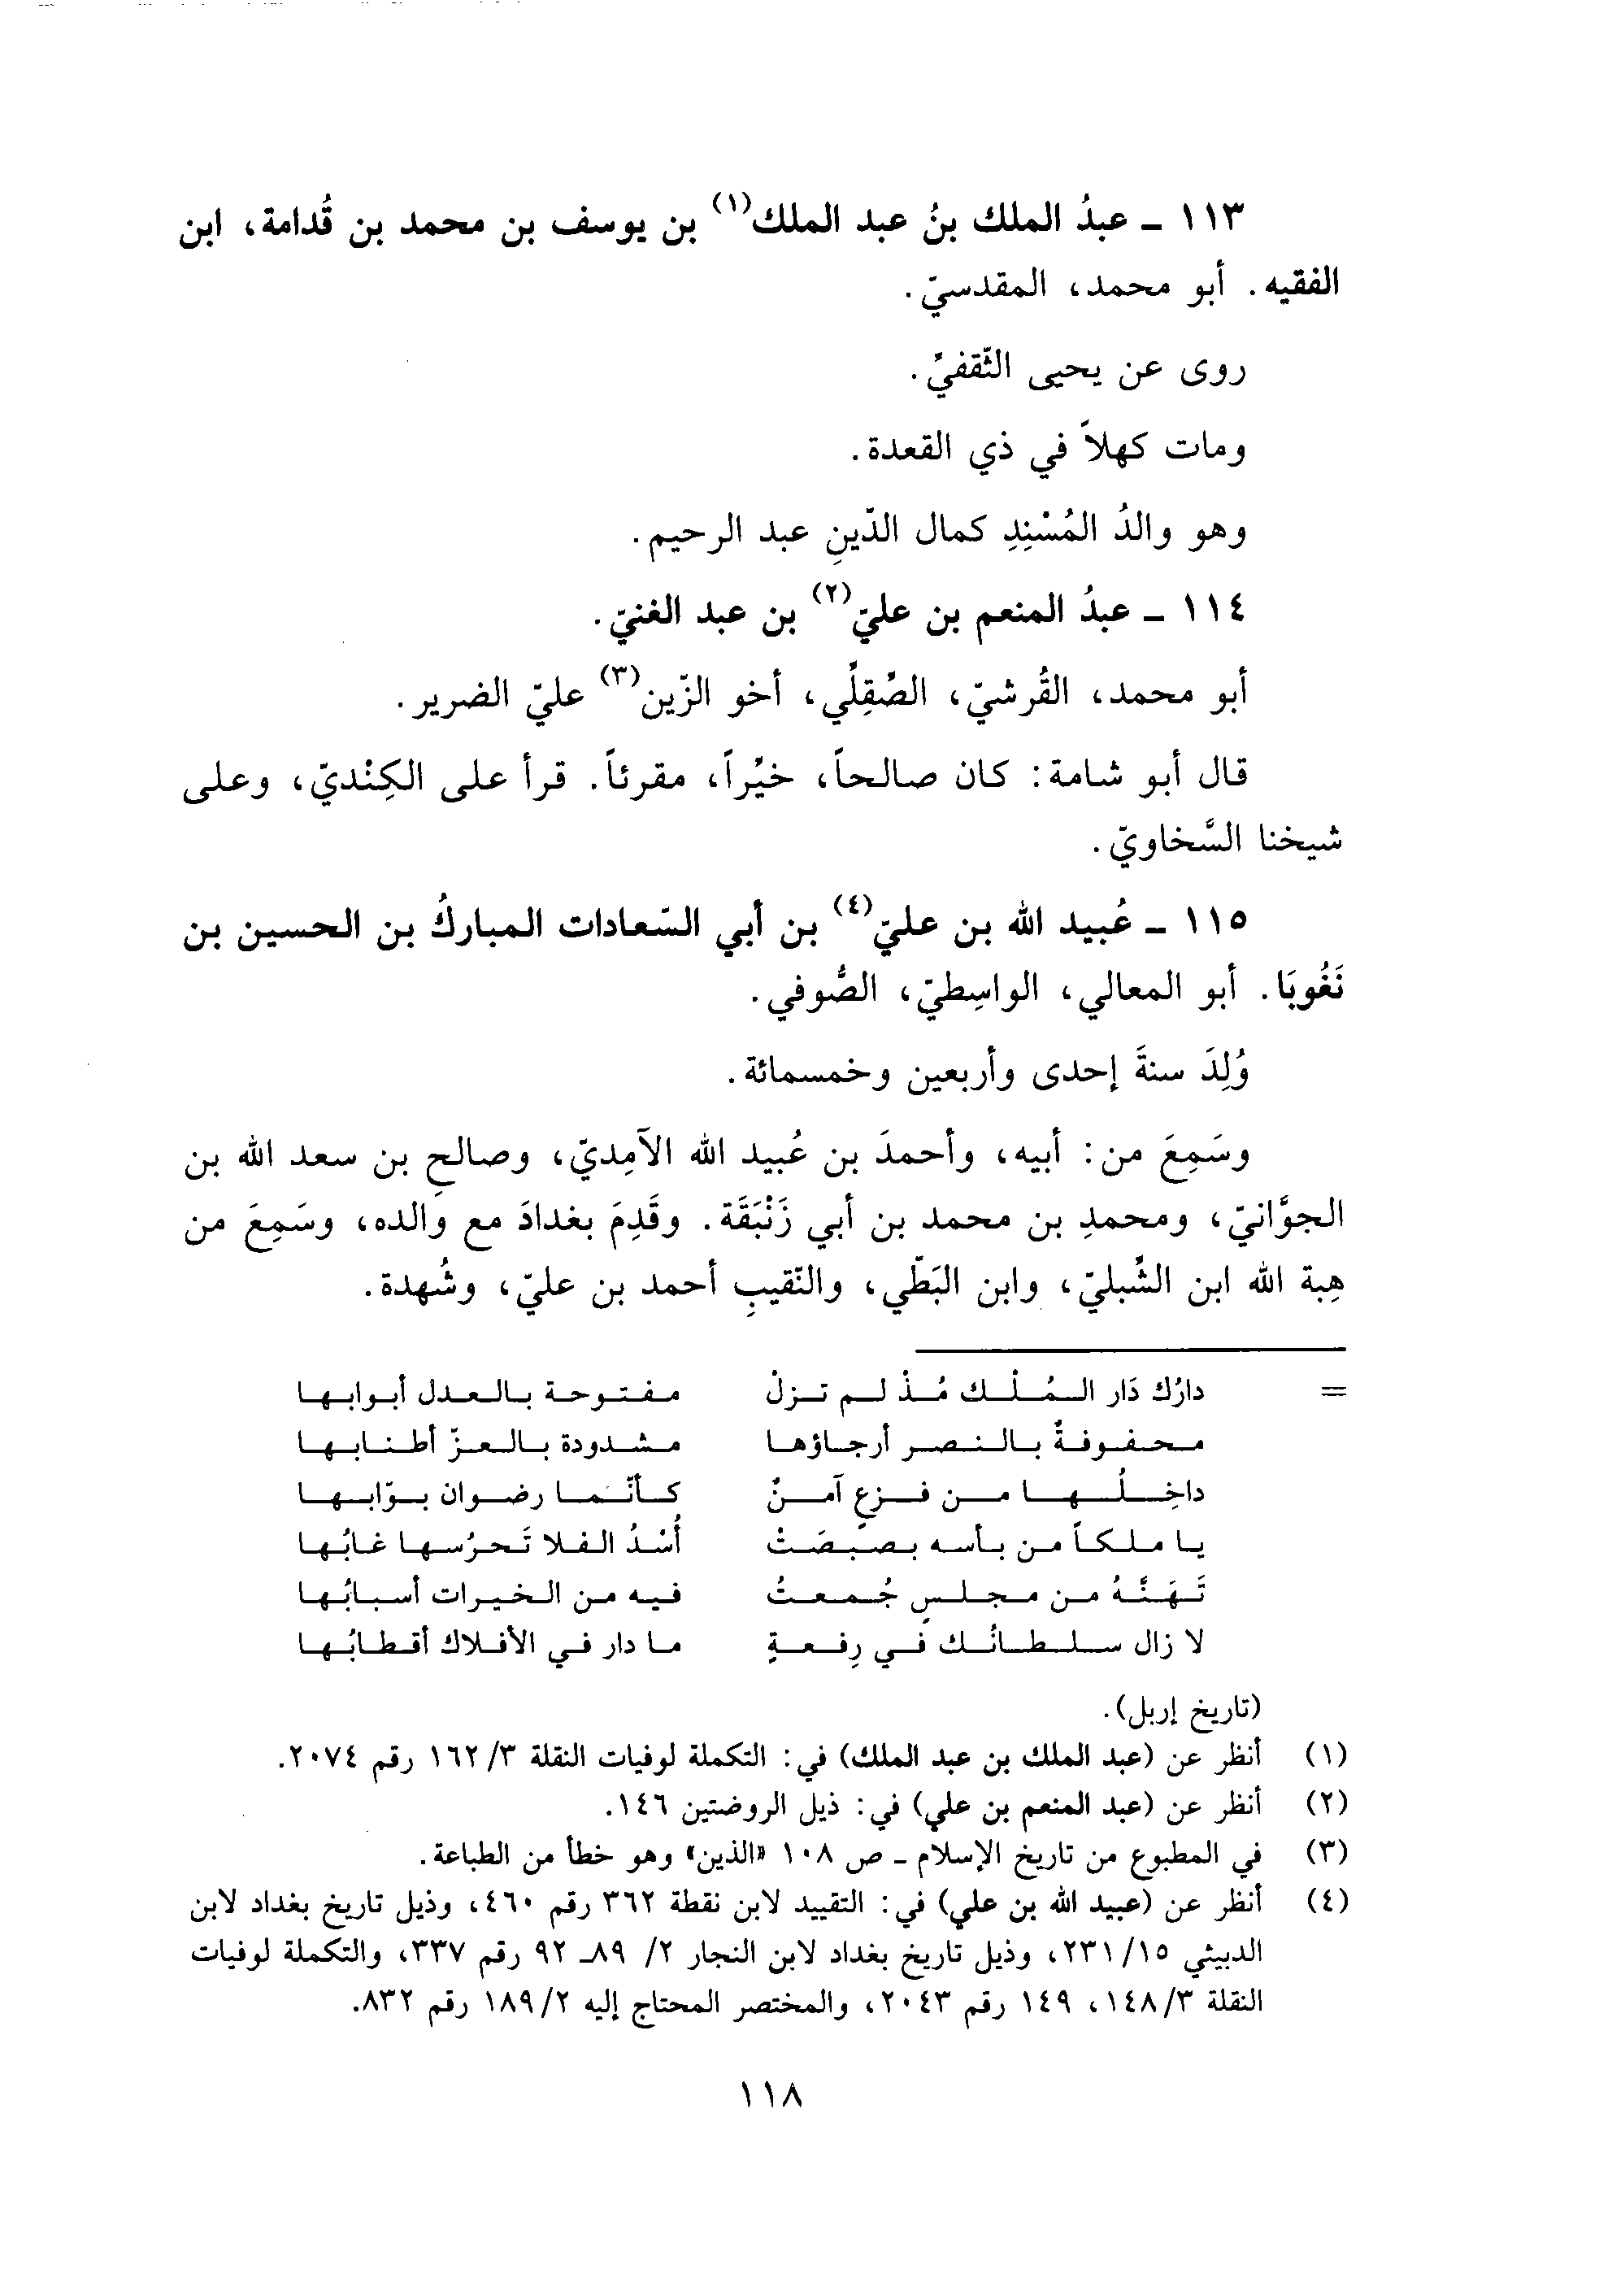 ١١٣ ـ عبدُ الملك بنُ عبد الملك(١) بن يوسف بن محمد بن قُدامة، ابن
الفقيه. أبو محمد، المقدسيّ.
روى عن يحيى الثّقفيّ.
ومات كهلاً في ذي القعدة.
وهو والدُ المُسْنِدِ كمال الدّينِ عبد الرحيم.
١١٤ ـ عبدُ المنعم بن عليّ(٢) بن عبد الغنيّ.
أبو محمد، القُرشيّ، الصِّقِلّي، أخو الزّين(٣) عليّ الضرير.
قال أبو شامة: كان صالحاً، خيِّراً، مقرئاً. قرأ على الكِنْديّ، وعلى
شيخنا السَّخاويّ.
١١٥ ـ عُبيد الله بن عليّ(٤) بن أبي السّعادات المباركُ بن الحسين بن
نَغُوبَا. أبو المعالي، الواسِطيّ، الصُّوفي.
وُلِدَ سنةَ إحدى وأربعين وخمسمائة.
وسَمِعَ من: أبيه، وأحمدَ بن عُبيد الله الآمِديّ، وصالحِ بن سعد الله بن
الجوَّانيّ، ومحمدِ بن محمد بن أبي زَنْبَقَة. وقَدِمَ بغدادَ مع والده، وسَمِعَ من
هِبة الله ابن الشِّبليّ، وابن البَطّي، والنّقيبِ أحمد بن عليّ، وشُهدة.
= دارُك دَار المُلْك مُذْ لم تزلْ مفتوحة بالعدل أبوابها
محفوفةٌ بالنصر أرجاؤها مشدودة بالعزّ أطنابها
داخِلُها من فزعٍ آمنٌ كأنّما رضوان بوّابها
يا ملكاً من بأسه بصبصَتْ أُسْدُ الفلا تَحرُسها غابُها
تَهَنَّهُ من مجلسٍ جُمعتُ فيه من الخيرات أسبابُها
لا زال سلطانُك في رِفعةٍ ما دار في الأفلاك أقطابُها
(تاريخ إربل).
(١) أنظر عن (عبد الملك بن عبد الملك) في: التكملة لوفيات النقلة ٣/ ١٦٢ رقم ٢٠٧٤.
(٢) أنظر عن (عبد المنعم بن علي) في: ذيل الروضتين ١٤٦.
(٣) في المطبوع من تاريخ الإسلام ـ ص ١٠٨ «الذين» وهو خطأ من الطباعة.
(٤) أنظر عن (عبيد الله بن علي) في: التقييد لابن نقطة ٣٦٢ رقم ٤٦٠، وذيل تاريخ بغداد لابن
الدبيثي ١٥/ ٢٣١، وذيل تاريخ بغداد لابن النجار ٢/ ٨٩ـ ٩٢ رقم ٣٣٧، والتكملة لوفيات
النقلة ٣/ ١٤٨، ١٤٩ رقم ٢٠٤٣، والمختصر المحتاج إليه ٢/ ١٨٩ رقم ٨٣٢.
١١٨